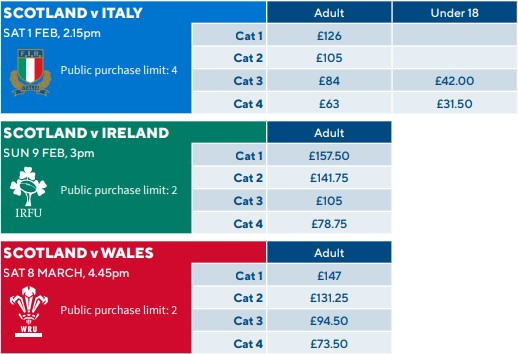 SCOTLAND v ITALY Adult Under 18
SAT 1 FEB, 2.15pm Cat 1 £126
Cat 2 £105
F.I.R.
Public purchase limit: 4 Cat 3 £84 £42.00
Cat 4 £63 £31.50
SCOTLAND v IRELAND Adult
SUN 9 FEB, 3pm Cat 1 £157.50
Cat 2 £141.75
Public purchase limit: 2 Cat 3 £105
IRFU Cat 4 £78.75
SCOTLAND v WALES Adult
SAT 8 MARCH, 4.45pm Cat 1 £147
Cat 2 £131.25
Public purchase limit: 2 Cat 3 £94.50
WRU Cat 4 £73.50